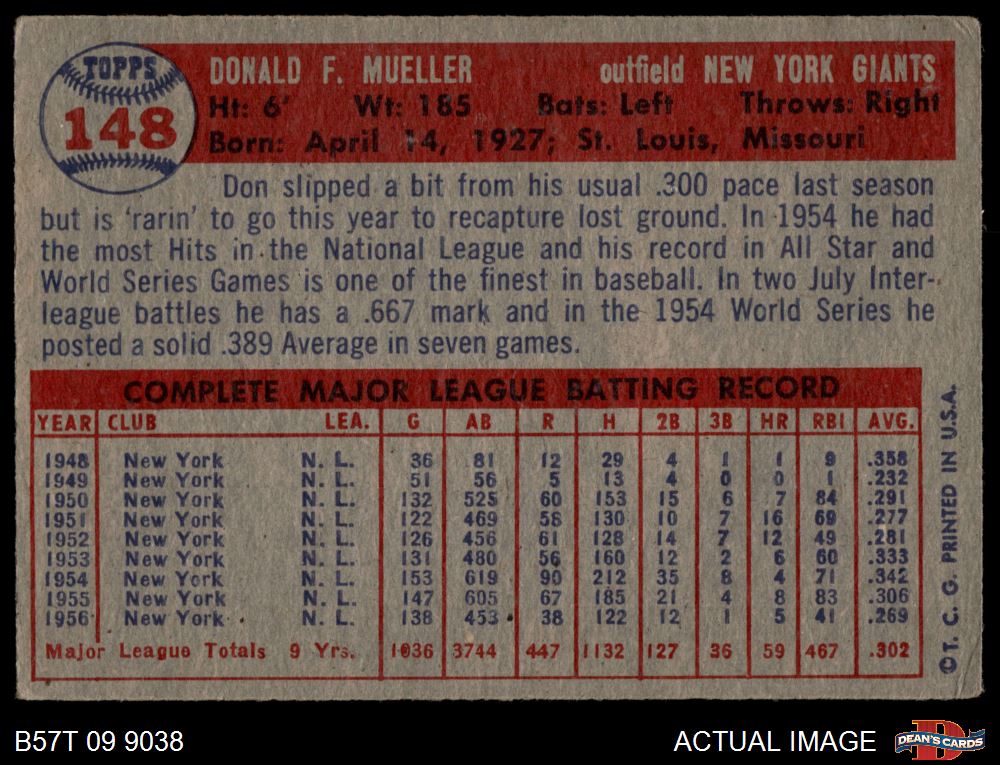 TOPPS
148
DONALD F. MUELLER outfield NEW YORK GIANTS
Ht: 6' Wt: 185 Bats: Left Throws: Right
Born: April 14, 1927; St. Louis, Missouri
Don slipped a bit from his usual .300 pace last season
but is 'rarin' to go this year to recapture lost ground. In 1954 he had
the most Hits in the National League and his record in All Star and
World Series Games is one of the finest in baseball. In two July Inter-
league battles he has a .667 mark and in the 1954 World Series he
posted a solid .389 Average in seven games.
COMPLETE MAJOR LEAGUE BATTING RECORD
YEAR CLUB LEA. G AB R H 2B 3B HR RBI AVG.
1948 New York N. L. 36 81 12 29 4 1 1 9 .358
1949 New York N. L. 51 56 5 13 4 0 0 1 .232
1950 New York N. L. 132 525 60 153 15 6 7 84 .291
1951 New York N. L. 122 469 58 130 10 7 16 69 .277
1952 New York N. L. 126 456 61 128 14 7 12 49 .281
1953 New York N. L. 131 480 56 160 12 2 6 60 .333
1954 New York N. L. 153 619 90 212 35 8 4 71 .342
1955 New York N. L. 147 605 67 185 21 4 8 83 .306
1956 New York N. L. 138 453 38 122 12 1 5 41 .269
Major League Totals 9 Yrs. 1036 3744 447 1132 127 36 59 467 .302
©T. C. G. PRINTED IN U.S.A.
B57T 09 9038
ACTUAL IMAGE
DEAN'S CARDS